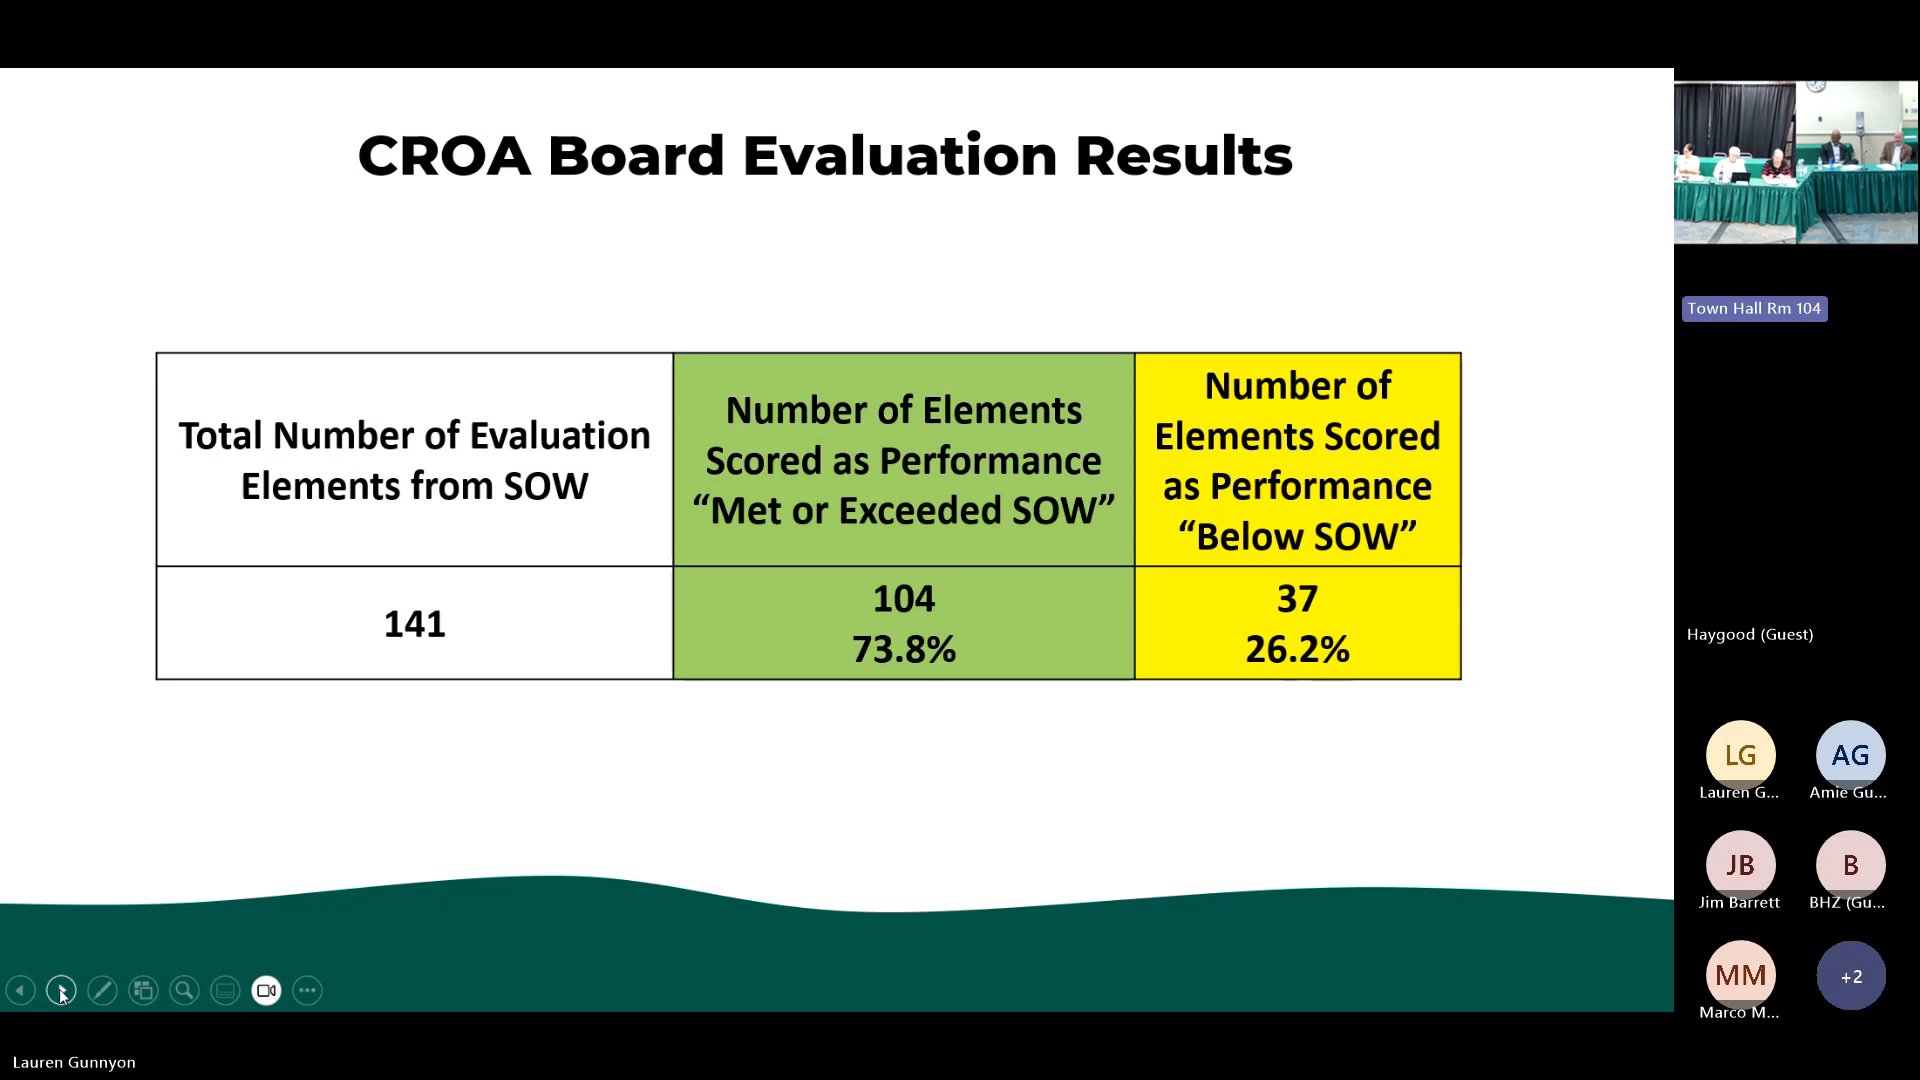 CROA Board Evaluation Results
Total Number of Evaluation
Elements from SOW
Number of Elements
Scored as Performance
“Met or Exceeded SOW”
Number of
Elements Scored
as Performance
“Below SOW”
141
104
73.8%
37
26.2%
Town Hall Rm 104
Haygood (Guest)
LG
Lauren G...
AG
Amie Gu...
JB
Jim Barrett
B
BHZ (Gu...
MM
Marco M...
+2
Lauren Gunnyon